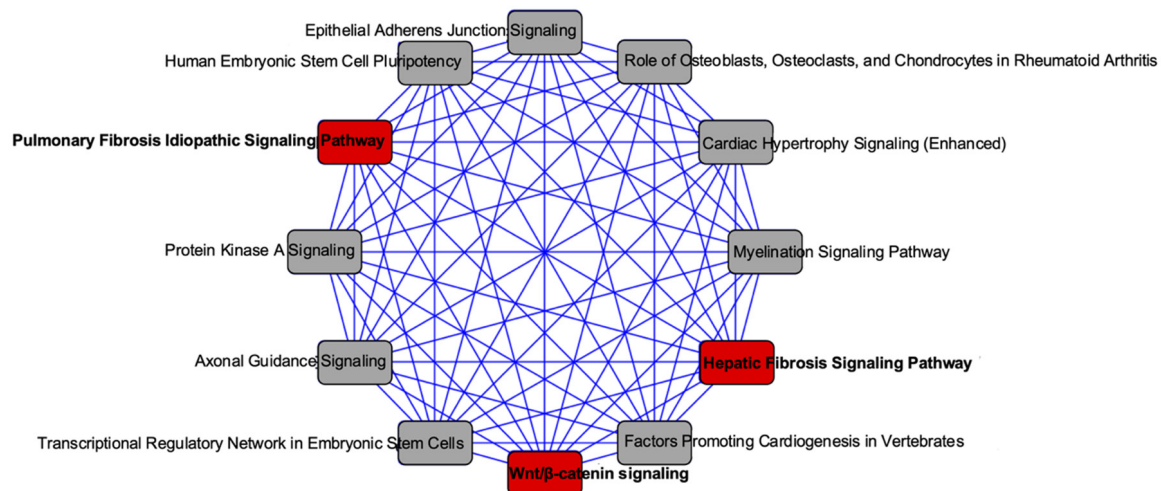 Epithelial Adherens Junction Signaling
Human Embryonic Stem Cell Pluripotency
Role of Osteoblasts, Osteoclasts, and Chondrocytes in Rheumatoid Arthritis
Pulmonary Fibrosis Idiopathic Signaling Pathway
Cardiac Hypertrophy Signaling (Enhanced)
Protein Kinase A Signaling
Myelination Signaling Pathway
Axonal Guidance Signaling
Hepatic Fibrosis Signaling Pathway
Transcriptional Regulatory Network in Embryonic Stem Cells
Factors Promoting Cardiogenesis in Vertebrates
Wnt/β-catenin signaling